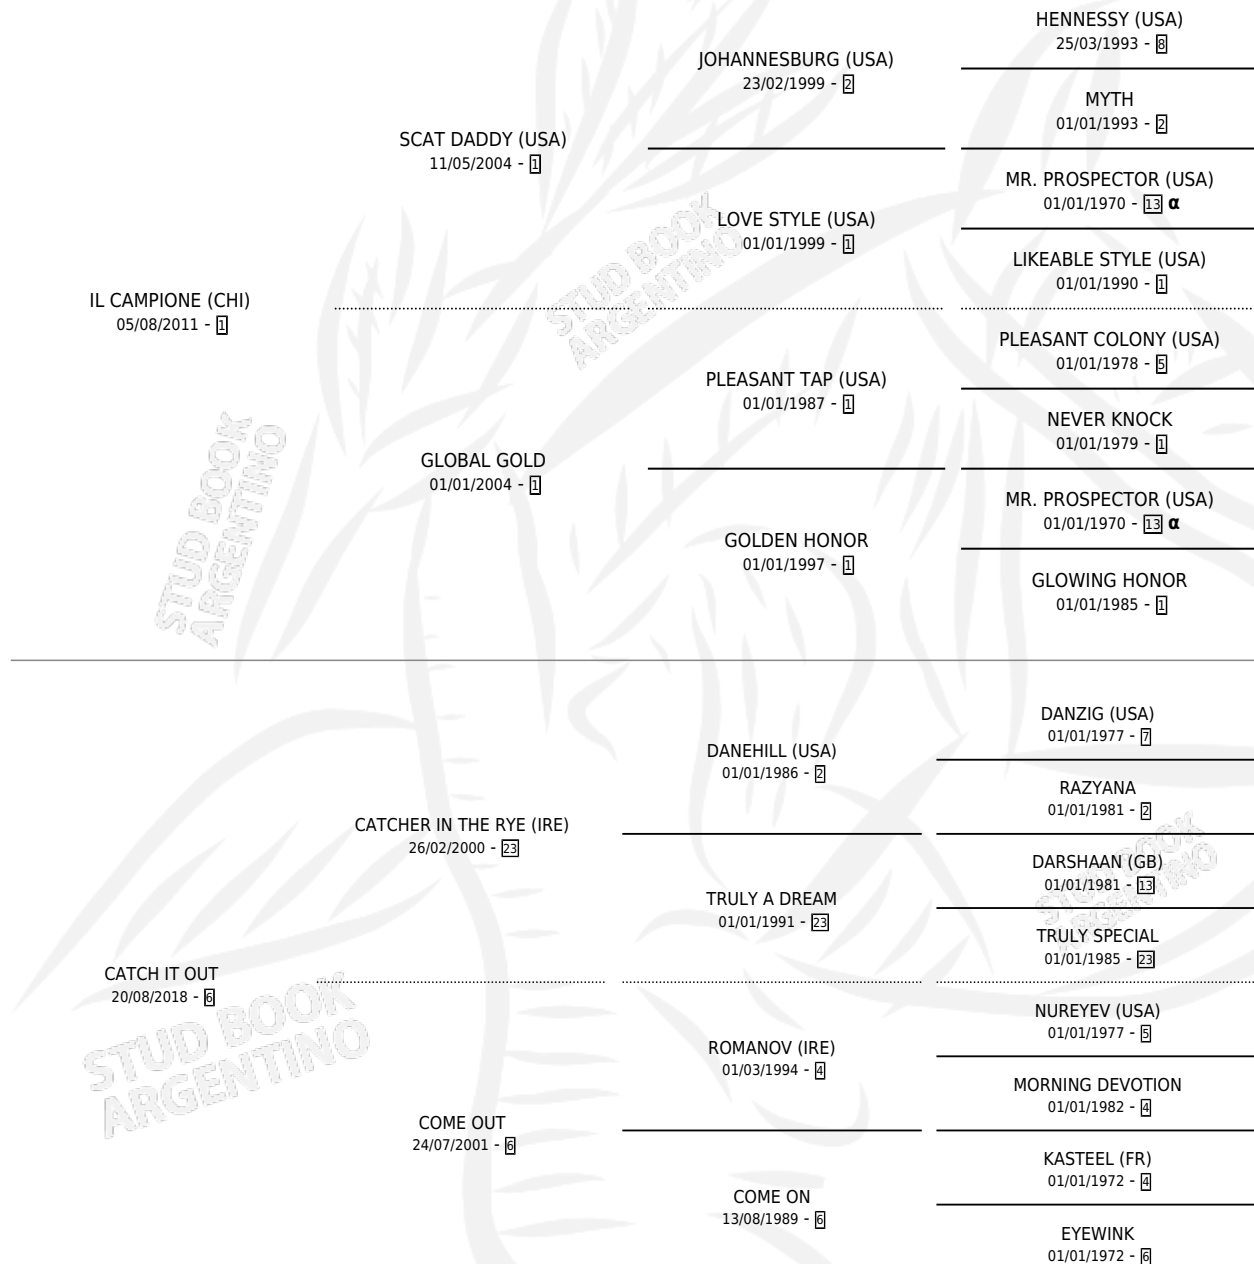 HENNESSY (USA)
25/03/1993 - 8
JOHANNESBURG (USA)
23/02/1999 - 2
MYTH
01/01/1993 - 2
SCAT DADDY (USA)
11/05/2004 - 1
MR. PROSPECTOR (USA)
01/01/1970 - 13 α
LOVE STYLE (USA)
01/01/1999 - 1
LIKEABLE STYLE (USA)
01/01/1990 - 1
IL CAMPIONE (CHI)
05/08/2011 - 1
PLEASANT COLONY (USA)
01/01/1978 - 5
PLEASANT TAP (USA)
01/01/1987 - 1
NEVER KNOCK
01/01/1979 - 1
GLOBAL GOLD
01/01/2004 - 1
MR. PROSPECTOR (USA)
01/01/1970 - 13 α
GOLDEN HONOR
01/01/1997 - 1
GLOWING HONOR
01/01/1985 - 1
DANZIG (USA)
01/01/1977 - 7
DANEHILL (USA)
01/01/1986 - 2
RAZYANA
01/01/1981 - 2
CATCHER IN THE RYE (IRE)
26/02/2000 - 23
DARSHAAN (GB)
01/01/1981 - 13
TRULY A DREAM
01/01/1991 - 23
TRULY SPECIAL
01/01/1985 - 23
CATCH IT OUT
20/08/2018 - 6
NUREYEV (USA)
01/01/1977 - 5
ROMANOV (IRE)
01/03/1994 - 4
MORNING DEVOTION
01/01/1982 - 4
COME OUT
24/07/2001 - 6
KASTEEL (FR)
01/01/1972 - 4
COME ON
13/08/1989 - 6
EYEWINK
01/01/1972 - 6
STUD BOOK
ARGENTINO
STUD BOOK
ARGENTINO
STUD BOOK
ARGENTINO
STUD BOOK
ARGENTINO